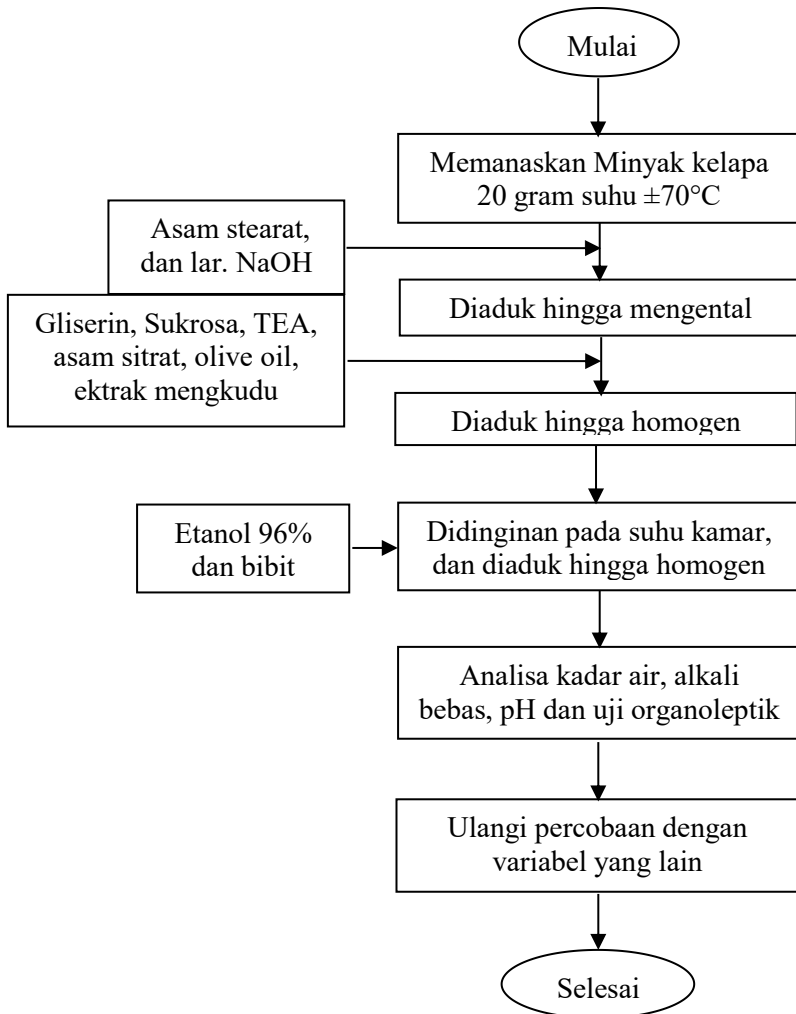 Mulai
Memanaskan Minyak kelapa
20 gram suhu ±70°C
Asam stearat,
dan lar. NaOH
Diaduk hingga mengental
Gliserin, Sukrosa, TEA,
asam sitrat, olive oil,
ektrak mengkudu
Diaduk hingga homogen
Etanol 96%
dan bibit
Didinginan pada suhu kamar,
dan diaduk hingga homogen
Analisa kadar air, alkali
bebas, pH dan uji organoleptik
Ulangi percobaan dengan
variabel yang lain
Selesai